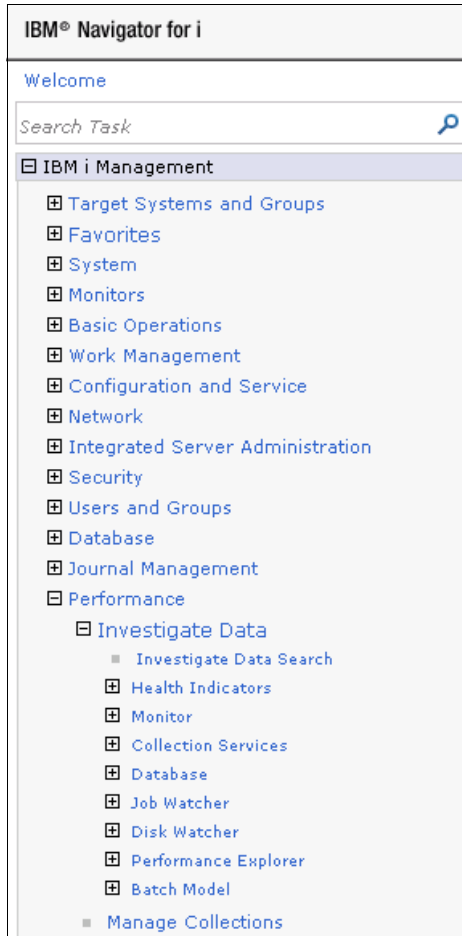 IBM® Navigator for i
Welcome
Search Task
IBM i Management
Target Systems and Groups
Favorites
System
Monitors
Basic Operations
Work Management
Configuration and Service
Network
Integrated Server Administration
Security
Users and Groups
Database
Journal Management
Performance
Investigate Data
Investigate Data Search
Health Indicators
Monitor
Collection Services
Database
Job Watcher
Disk Watcher
Performance Explorer
Batch Model
Manage Collections